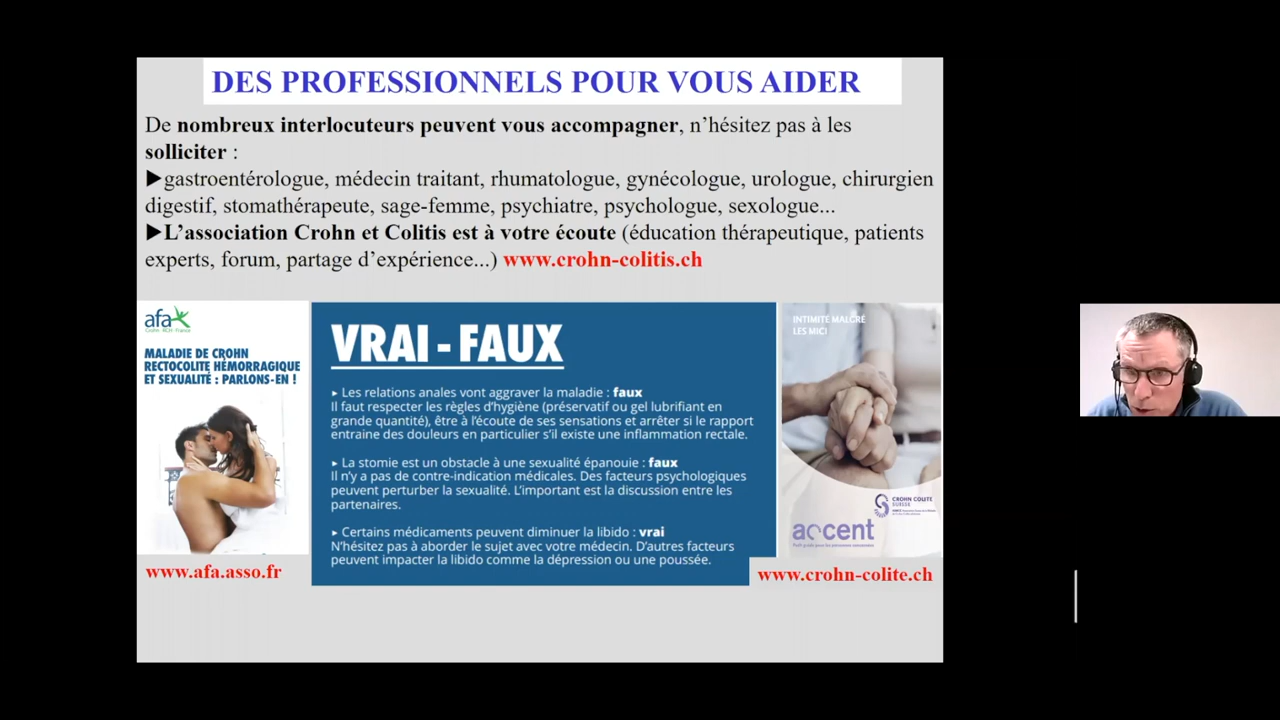 DES PROFESSIONNELS POUR VOUS AIDER
De nombreux interlocuteurs peuvent vous accompagner, n'hésitez pas à les
solliciter :
►gastroentérologue, médecin traitant, rhumatologue, gynécologue, urologue, chirurgien
digestif, stomathérapeute, sage-femme, psychiatre, psychologue, sexologue...
►L'association Crohn et Colitis est à votre écoute (éducation thérapeutique, patients
experts, forum, partage d'expérience...) www.crohn-colitis.ch
afa
Crohn RCH France
MALADIE DE CROHN
RECTOCOLITE HÉMORRAGIQUE
ET SEXUALITÉ : PARLONS-EN !
www.afa.asso.fr
VRAI - FAUX
► Les relations anales vont aggraver la maladie : faux
Il faut respecter les règles d'hygiène (préservatif ou gel lubrifiant en
grande quantité), être à l'écoute de ses sensations et arrêter si le rapport
entraine des douleurs en particulier s'il existe une inflammation rectale.
► La stomie est un obstacle à une sexualité épanouie : faux
Il n'y a pas de contre-indication médicales. Des facteurs psychologiques
peuvent perturber la sexualité. L'important est la discussion entre les
partenaires.
► Certains médicaments peuvent diminuer la libido : vrai
N'hésitez pas à aborder le sujet avec votre médecin. D'autres facteurs
peuvent impacter la libido comme la dépression ou une poussée.
INTIMITÉ MALGRÉ
LES MICI
CROHN COLITE
SUISSE
accent
www.crohn-colite.ch